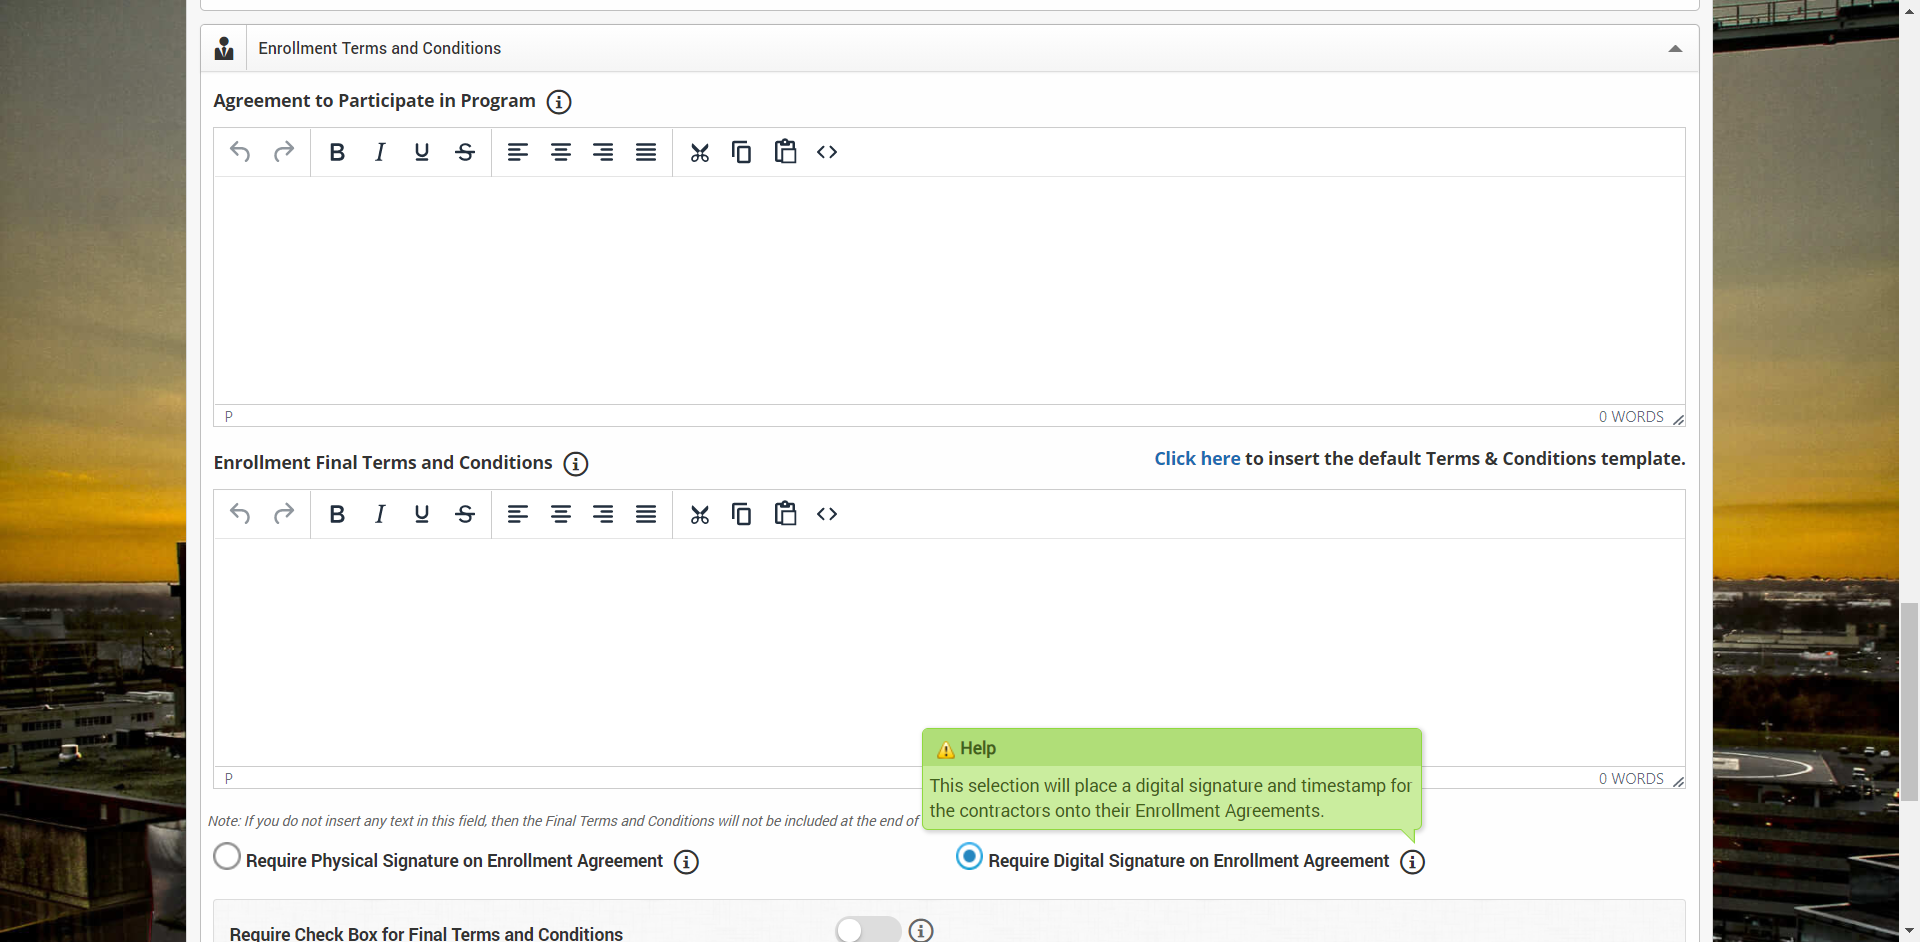 Enrollment Terms and Conditions
Agreement to Participate in Program
P
0 WORDS
Enrollment Final Terms and Conditions
Click here to insert the default Terms & Conditions template.
P
0 WORDS
Help
This selection will place a digital signature and timestamp for
the contractors onto their Enrollment Agreements.
Note: If you do not insert any text in this field, then the Final Terms and Conditions will not be included at the end of
Require Physical Signature on Enrollment Agreement
Require Digital Signature on Enrollment Agreement
Require Check Box for Final Terms and Conditions